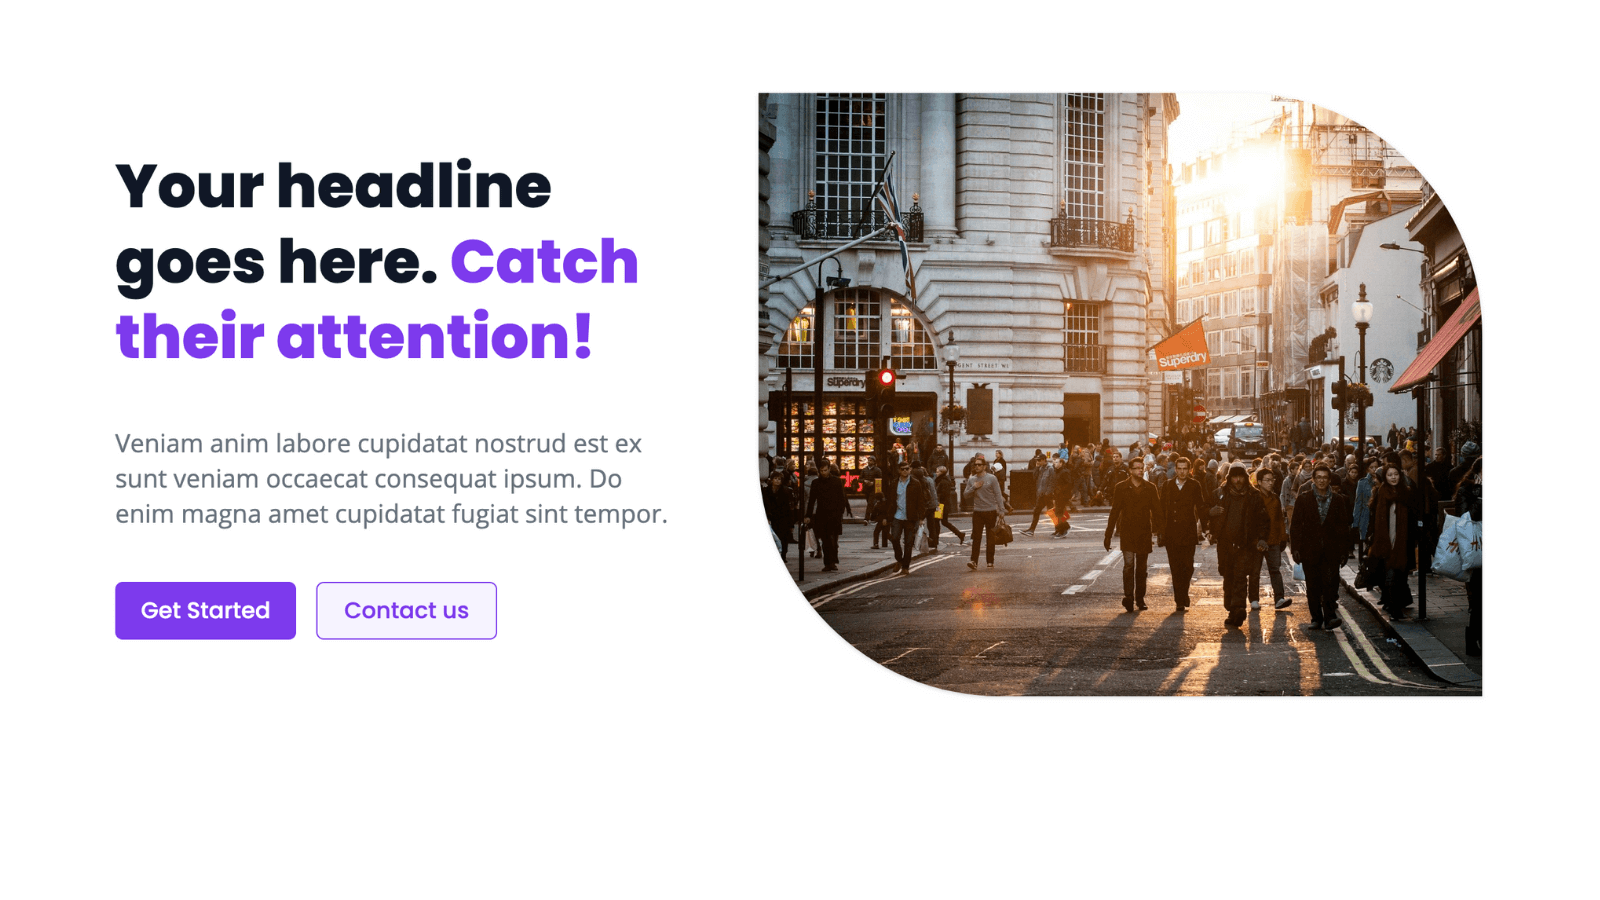 Your headline
goes here. Catch
their attention!
Veniam anim labore cupidatat nostrud est ex
sunt veniam occaecat consequat ipsum. Do
enim magna amet cupidatat fugiat sint tempor.
Get Started
Contact us
Superdry
Superdry
GENT STREET W1